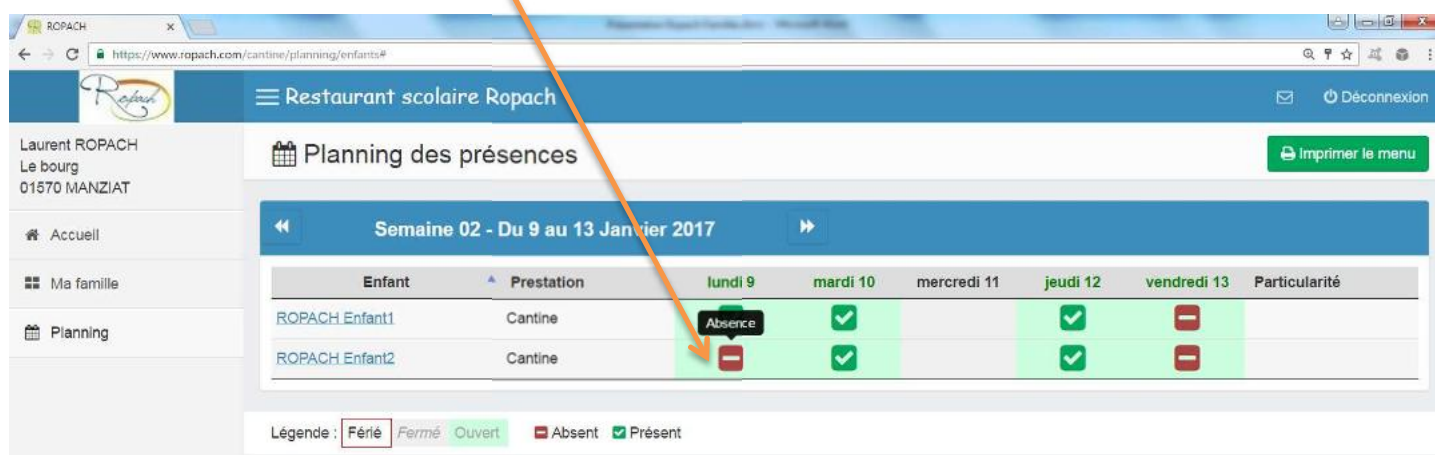 ROPACH
https://www.ropach.com/cantine/planning/enfants#
Ropach
Restaurant scolaire Ropach
Déconnexion
Laurent ROPACH
Le bourg
01570 MANZIAT
Planning des présences
Imprimer le menu
Accueil
Ma famille
Planning
Semaine 02 - Du 9 au 13 Janvier 2017
Enfant Prestation lundi 9 mardi 10 mercredi 11 jeudi 12 vendredi 13 Particularité
ROPACH Enfant1 Cantine
Absence
ROPACH Enfant2 Cantine
Légende : Férié Fermé Ouvert Absent Présent